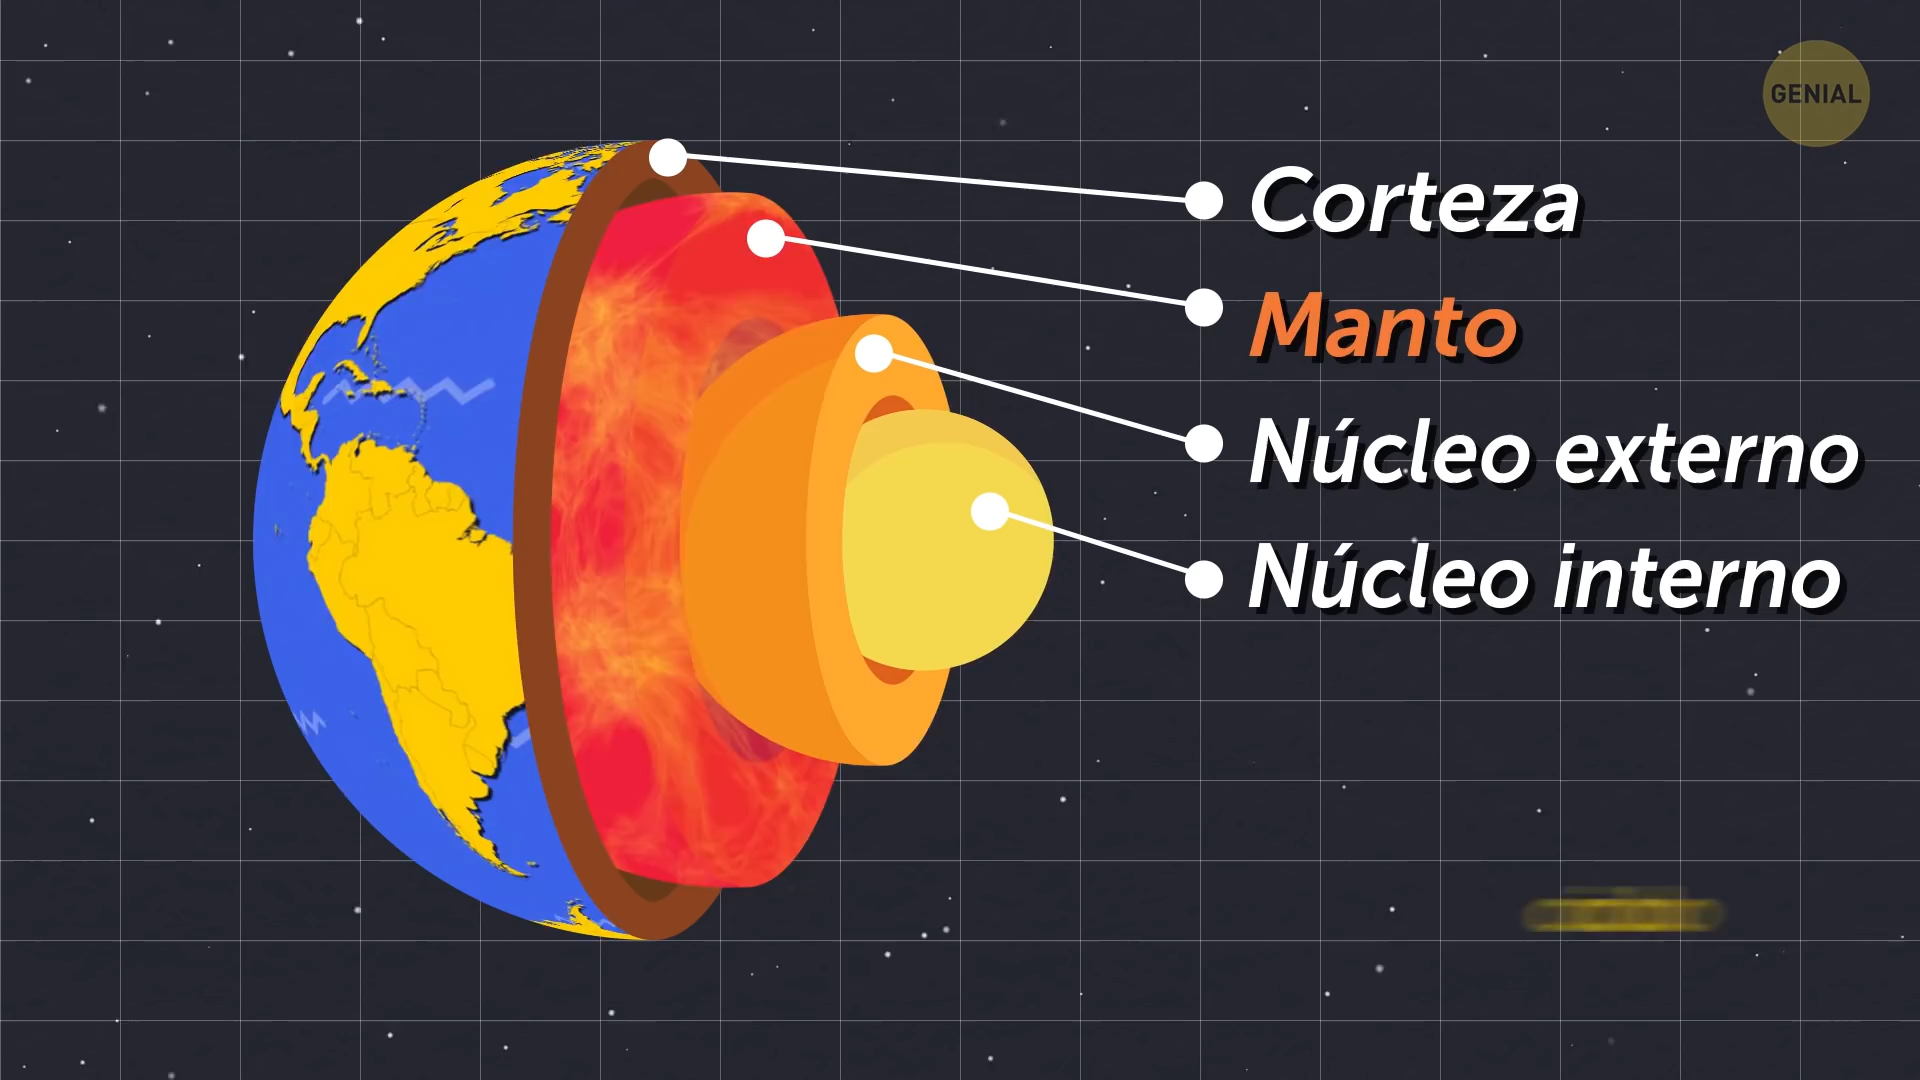 GENIAL
Corteza
Manto
Núcleo externo
Núcleo interno